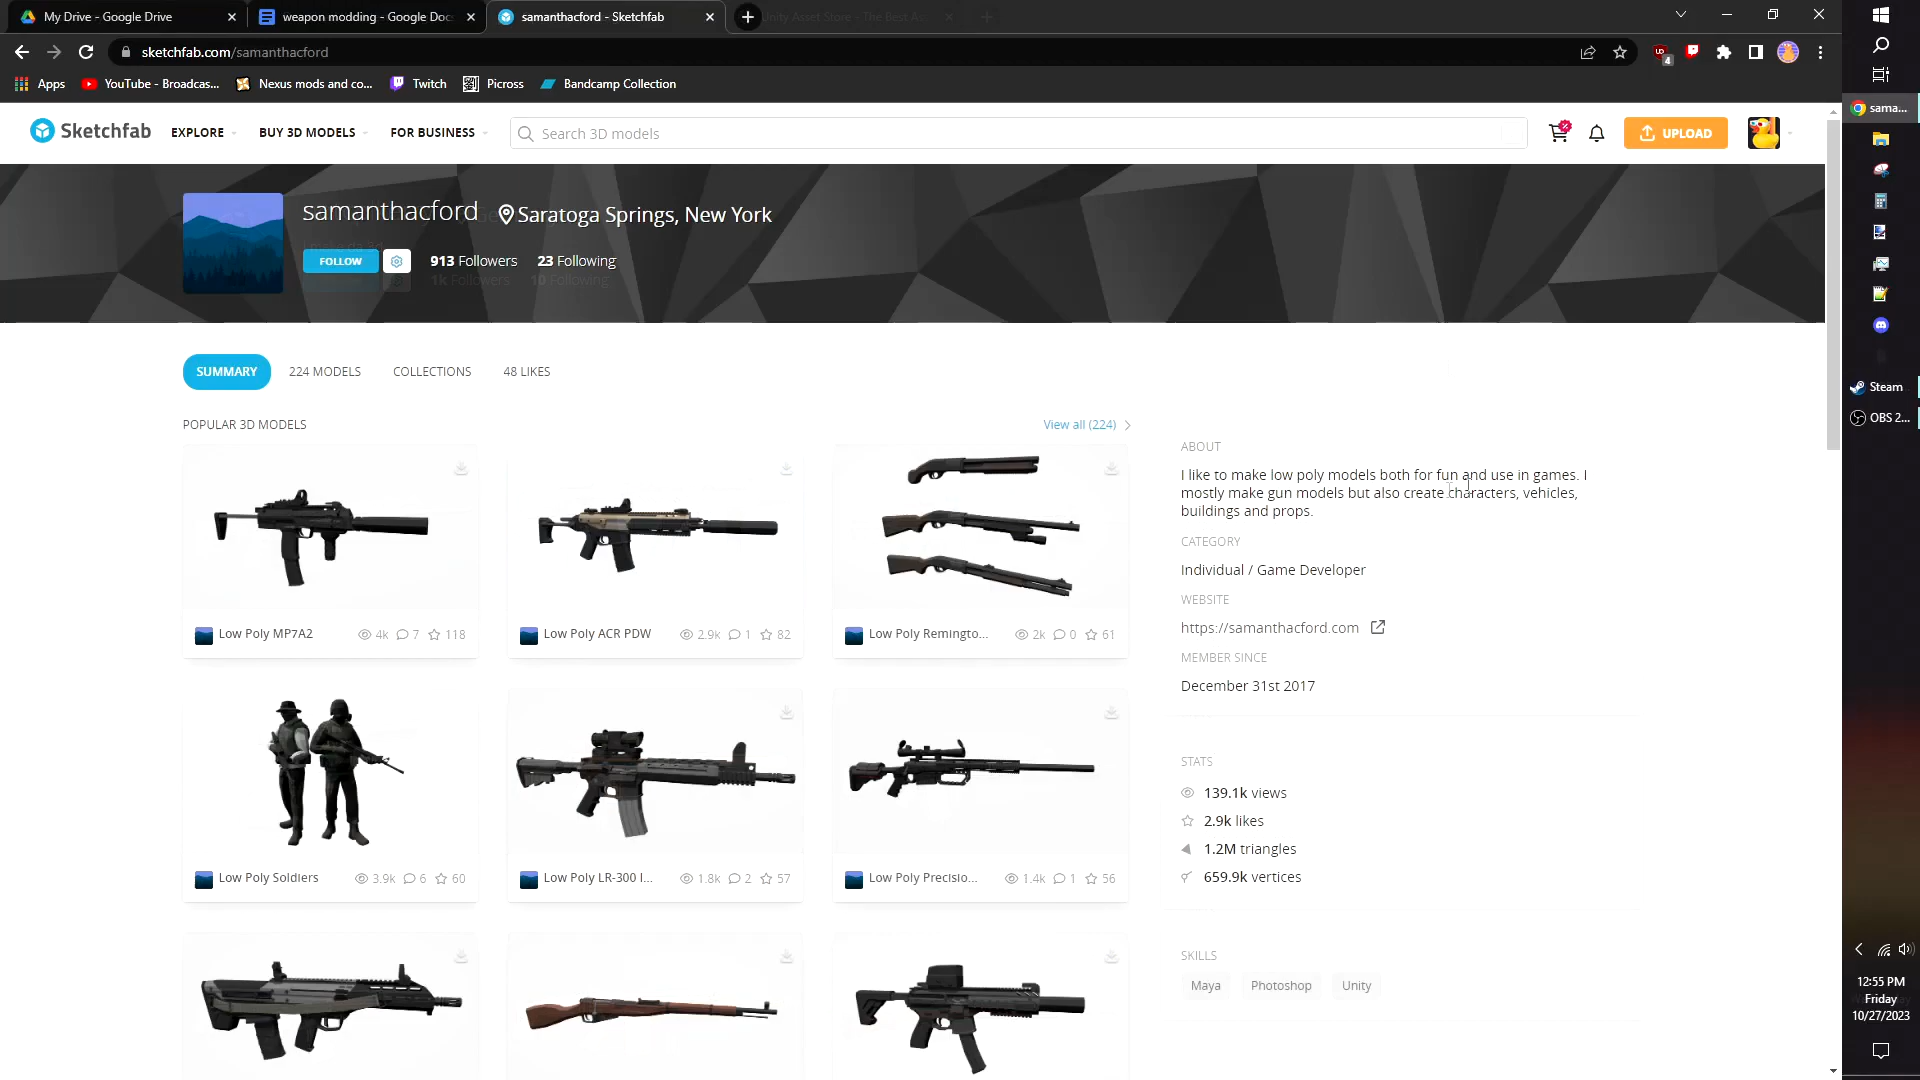 My Drive - Google Drive
weapon modding - Google Doc
samanthacford - Sketchfab
Unity Asset Store - The Best As
sketchfab.com/samanthacford
4
Apps
YouTube - Broadcas...
Nexus mods and co...
Twitch
Picross
Bandcamp Collection
Sketchfab
EXPLORE
BUY 3D MODELS
FOR BUSINESS
Search 3D models
UPLOAD
samanthacford
Saratoga Springs, New York
FOLLOW
913 Followers
23 Following
1k Followers
10 Following
SUMMARY
224 MODELS
COLLECTIONS
48 LIKES
POPULAR 3D MODELS
View all (224)
Low Poly MP7A2
4k
7
118
Low Poly ACR PDW
2.9k
1
82
Low Poly Remingto...
2k
0
61
Low Poly Soldiers
3.9k
6
60
Low Poly LR-300 I...
1.8k
2
57
Low Poly Precisio...
1.4k
1
56
ABOUT
I like to make low poly models both for fun and use in games. I
mostly make gun models but also create characters, vehicles,
buildings and props.
CATEGORY
Individual / Game Developer
WEBSITE
https://samanthacford.com
MEMBER SINCE
December 31st 2017
STATS
139.1k views
2.9k likes
1.2M triangles
659.9k vertices
SKILLS
Maya
Photoshop
Unity
sama...
Steam
OBS 2...
12:55 PM
Friday
10/27/2023